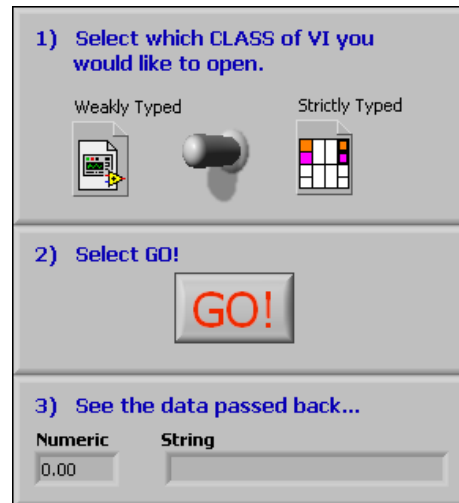 1) Select which CLASS of VI you
would like to open.
Weakly Typed Strictly Typed
2) Select GO!
GO!
3) See the data passed back...
Numeric String
0.00